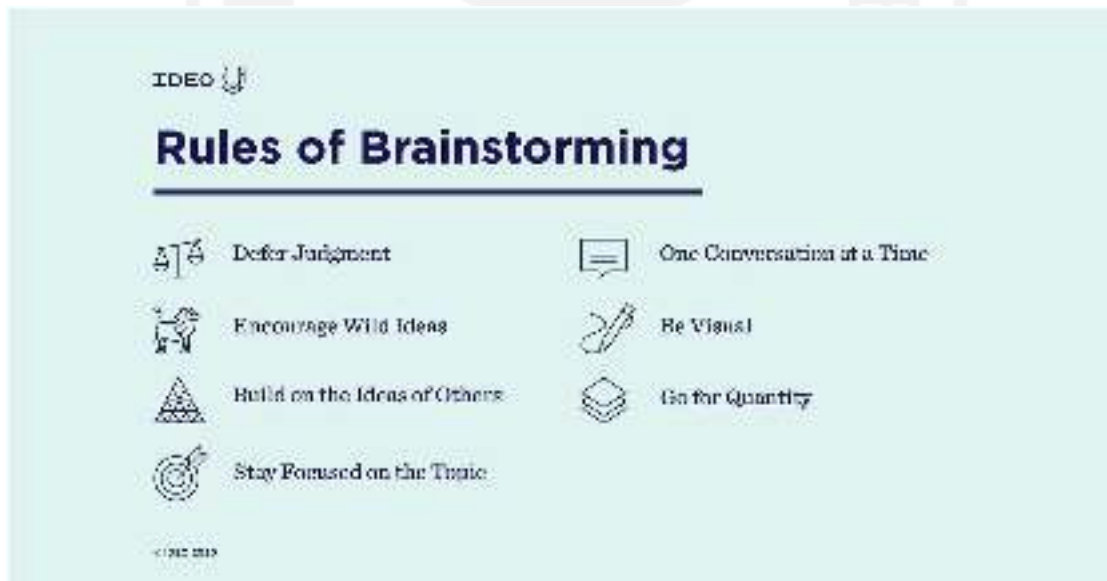 IDEO U
Rules of Brainstorming
Defer Judgment
Encourage Wild Ideas
Build on the Ideas of Others
Stay Focused on the Topic
One Conversation at a Time
Be Visual
Go for Quantity